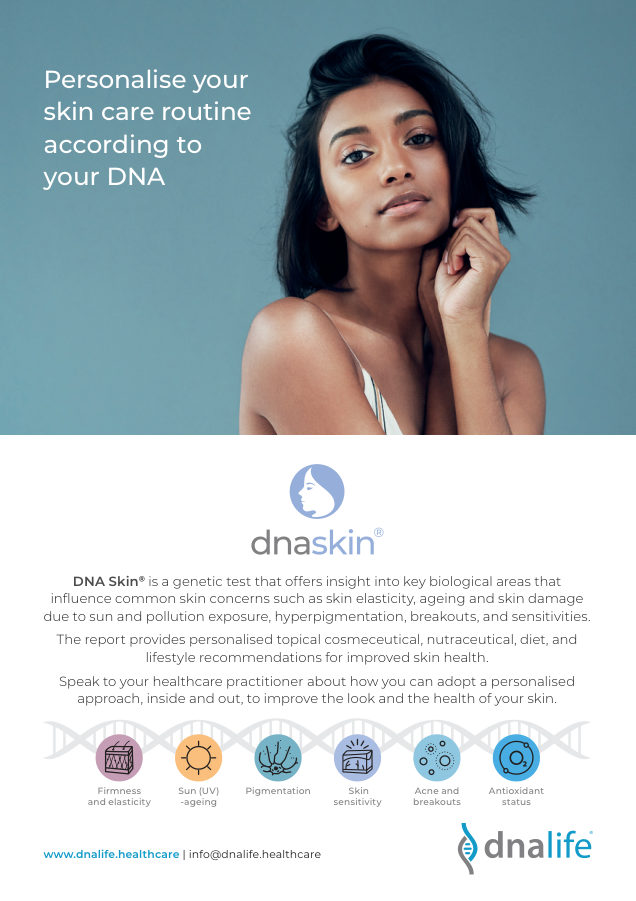 Personalise your
skin care routine
according to
your DNA
dnaskin®
DNA Skin® is a genetic test that offers insight into key biological areas that
influence common skin concerns such as skin elasticity, ageing and skin damage
due to sun and pollution exposure, hyperpigmentation, breakouts, and sensitivities.
The report provides personalised topical cosmeceutical, nutraceutical, diet, and
lifestyle recommendations for improved skin health.
Speak to your healthcare practitioner about how you can adopt a personalised
approach, inside and out, to improve the look and the health of your skin.
O2
Firmness
and elasticity
Sun (UV)
-ageing
Pigmentation
Skin
sensitivity
Acne and
breakouts
Antioxidant
status
www.dnalife.healthcare | info@dnalife.healthcare
dnalife®